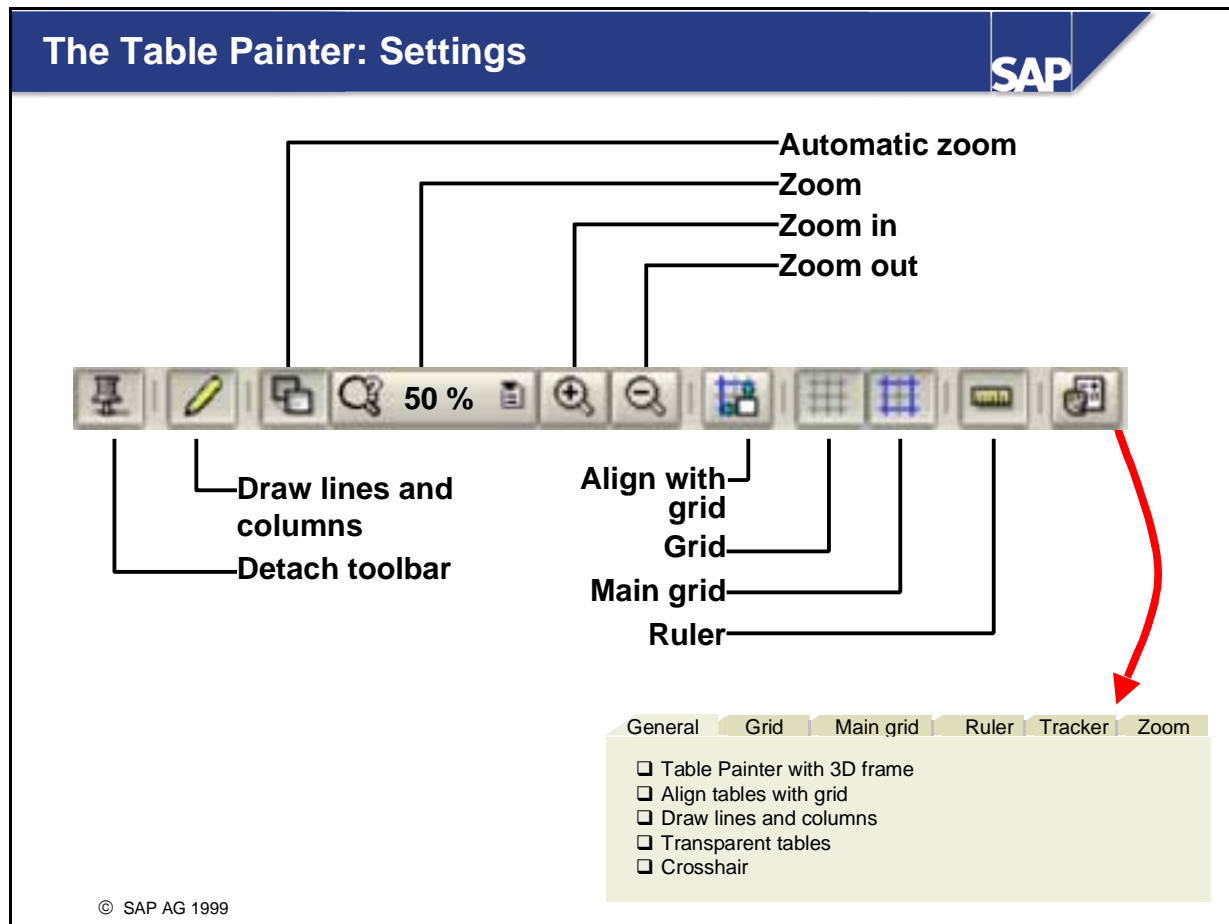 The Table Painter: Settings
SAP
Automatic zoom
Zoom
Zoom in
Zoom out
50 %
Draw lines and
columns
Detach toolbar
Align with
grid
Grid
Main grid
Ruler
General Grid Main grid Ruler Tracker Zoom
❑ Table Painter with 3D frame
❑ Align tables with grid
❑ Draw lines and columns
❑ Transparent tables
❑ Crosshair
© SAP AG 1999